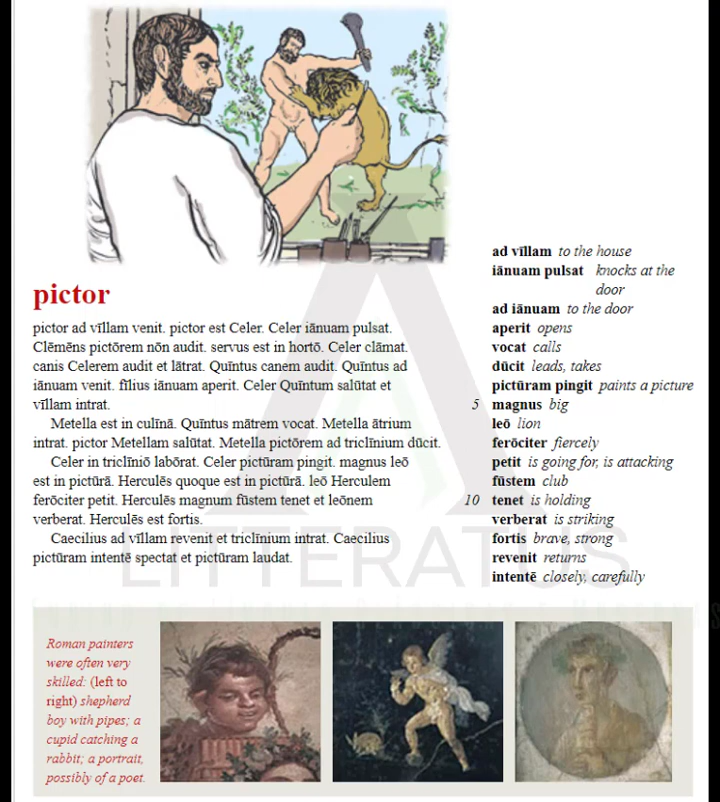 pictor
pictor ad vīllam venit. pictor est Celer. Celer iānuam pulsat.
Clēmēns pictōrem nōn audit. servus est in hortō. Celer clāmat.
canis Celerem audit et lātrat. Quīntus canem audit. Quīntus ad
iānuam venit. fīlius iānuam aperit. Celer Quīntum salūtat et
vīllam intrat.
5
Metella est in culīnā. Quīntus mātrem vocat. Metella ātrium
intrat. pictor Metellam salūtat. Metella pictōrem ad triclīnium dūcit.
Celer in triclīniō labōrat. Celer pictūram pingit. magnus leō
est in pictūrā. Herculēs quoque est in pictūrā. leō Herculem
ferōciter petit. Herculēs magnum fūstem tenet et leōnem
10
verberat. Herculēs est fortis.
Caecilius ad vīllam revenit et triclīnium intrat. Caecilius
pictūram intentē spectat et pictūram laudat.
ad vīllam to the house
iānuam pulsat knocks at the
door
ad iānuam to the door
aperit opens
vocat calls
dūcit leads, takes
pictūram pingit paints a picture
magnus big
leō lion
ferōciter fiercely
petit is going for, is attacking
fūstem club
tenet is holding
verberat is striking
fortis brave, strong
revenit returns
intentē closely, carefully
LITTERATUS
Roman painters
were often very
skilled: (left to
right) shepherd
boy with pipes; a
cupid catching a
rabbit; a portrait,
possibly of a poet.